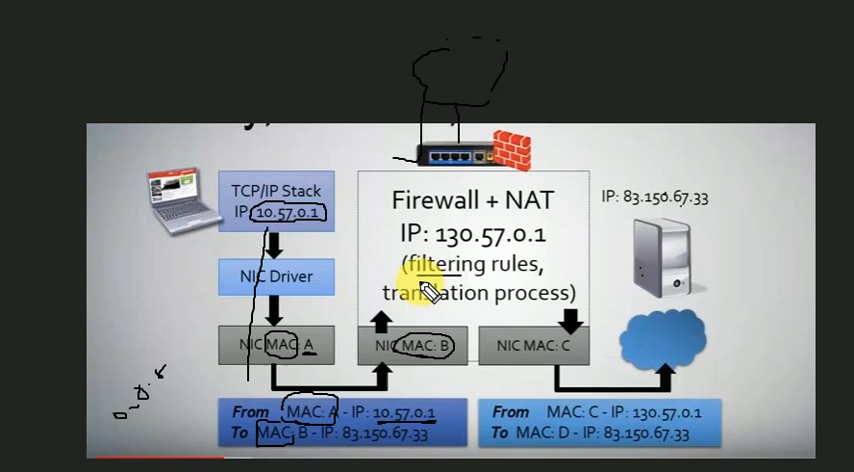 TCP/IP Stack
IP: 10.57.0.1
NIC Driver
NIC MAC: A
Firewall + NAT
IP: 130.57.0.1
(filtering rules,
translation process)
NIC MAC: B
NIC MAC: C
IP: 83.150.67.33
From MAC: A - IP: 10.57.0.1
To MAC: B - IP: 83.150.67.33
From MAC: C - IP: 130.57.0.1
To MAC: D - IP: 83.150.67.33